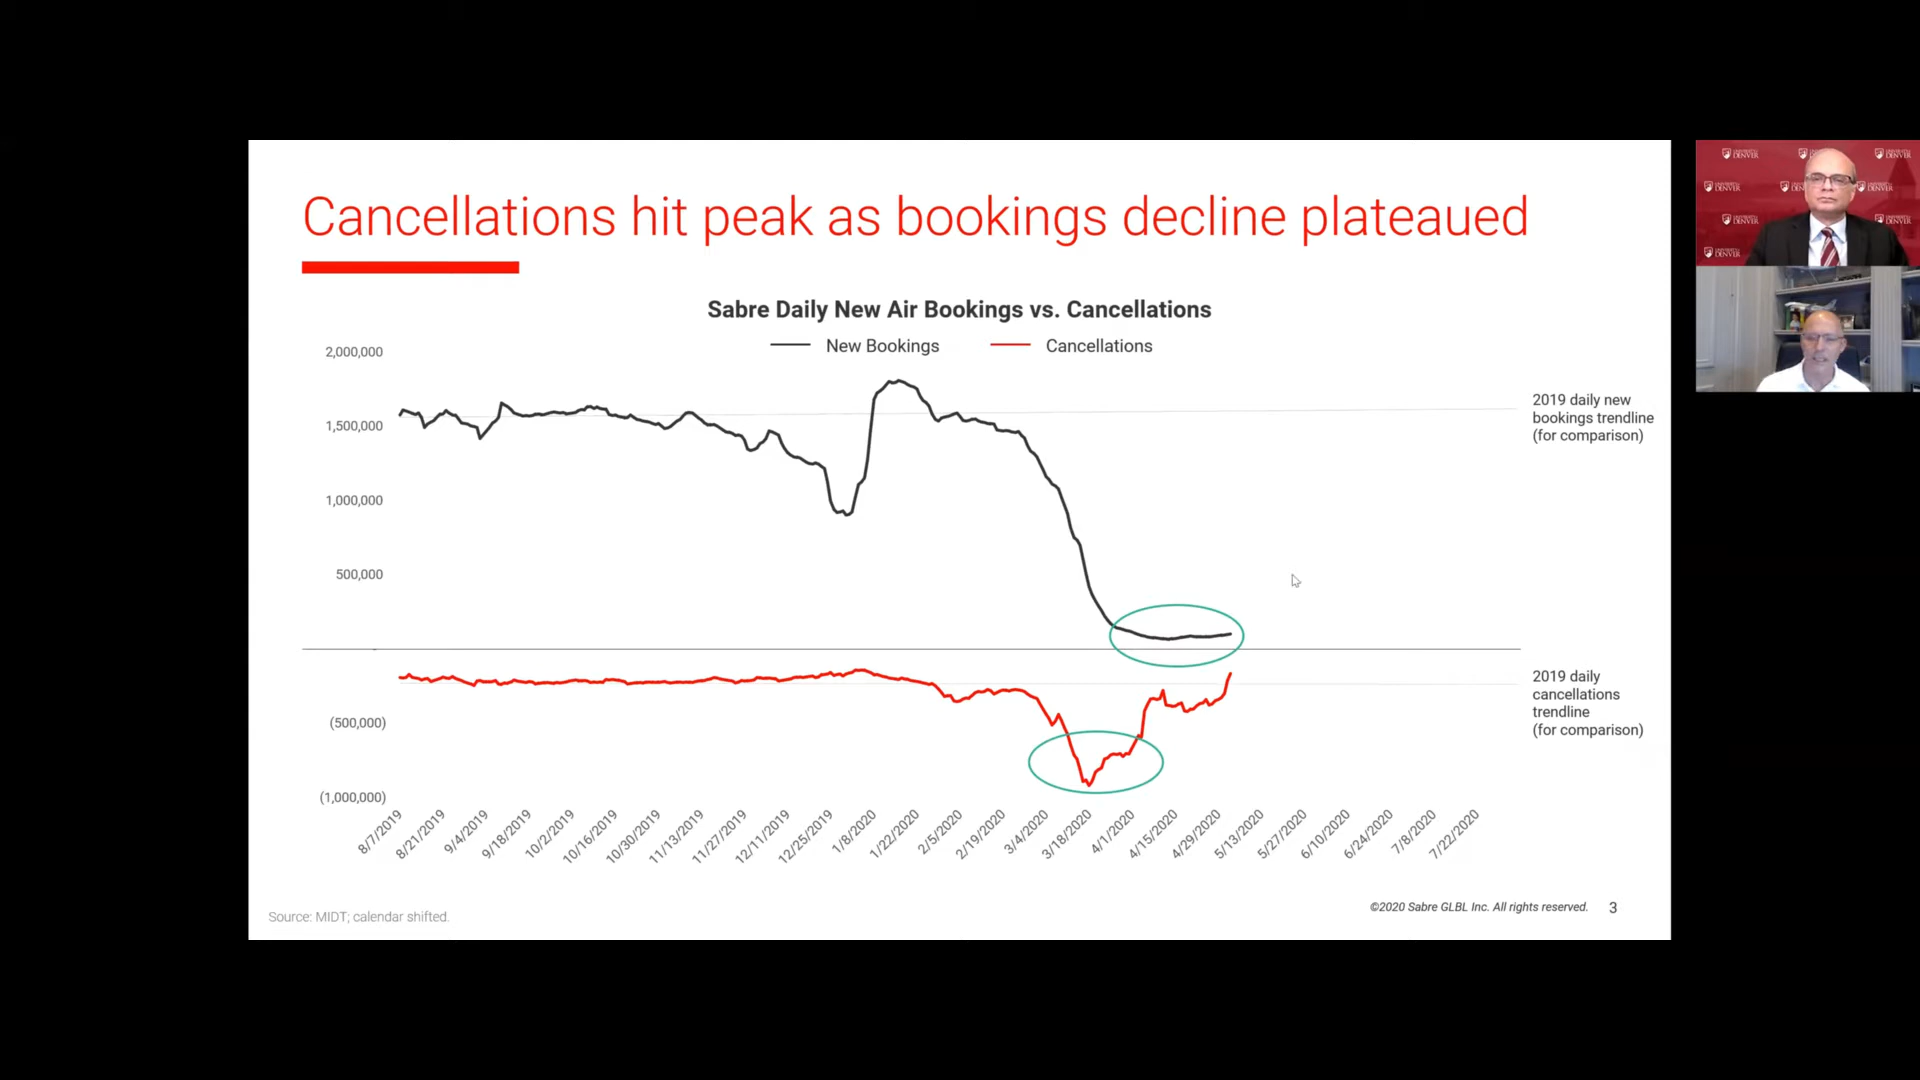 Cancellations hit peak as bookings decline plateaued
Sabre Daily New Air Bookings vs. Cancellations
New Bookings
Cancellations
2,000,000
1,500,000
1,000,000
500,000
-
(500,000)
(1,000,000)
2019 daily new
bookings trendline
(for comparison)
2019 daily
cancellations
trendline
(for comparison)
8/7/2019
8/21/2019
9/4/2019
9/18/2019
10/2/2019
10/16/2019
10/30/2019
11/13/2019
11/27/2019
12/11/2019
12/25/2019
1/8/2020
1/22/2020
2/5/2020
2/19/2020
3/4/2020
3/18/2020
4/1/2020
4/15/2020
4/29/2020
5/13/2020
5/27/2020
6/10/2020
6/24/2020
7/8/2020
7/22/2020
Source: MIDT; calendar shifted.
©2020 Sabre GLBL Inc. All rights reserved.
3
DENVER
DENVER
DENVER
DENVER
DENVER
DENVER
DENVER